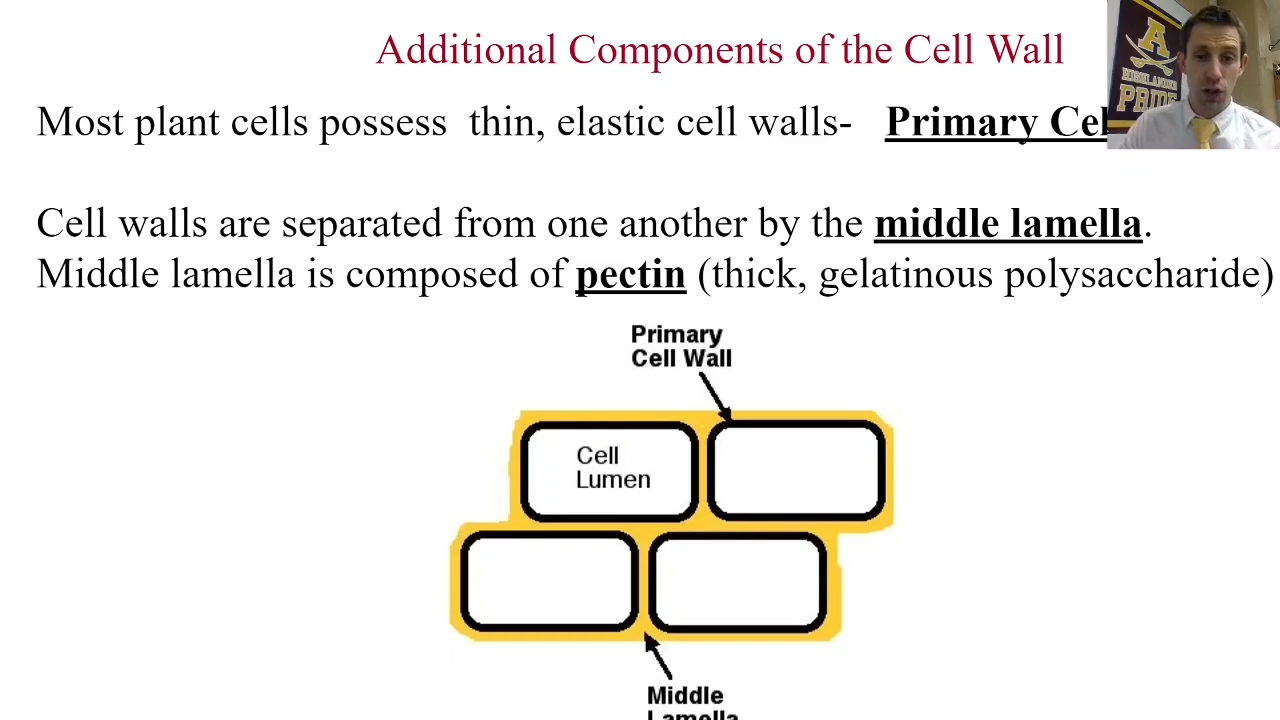 Additional Components of the Cell Wall
A
HIGHLANDER
PRIDE
Most plant cells possess thin, elastic cell walls- Primary Cel
Cell walls are separated from one another by the middle lamella.
Middle lamella is composed of pectin (thick, gelatinous polysaccharide)
Primary
Cell Wall
Cell
Lumen
Middle
Lamella